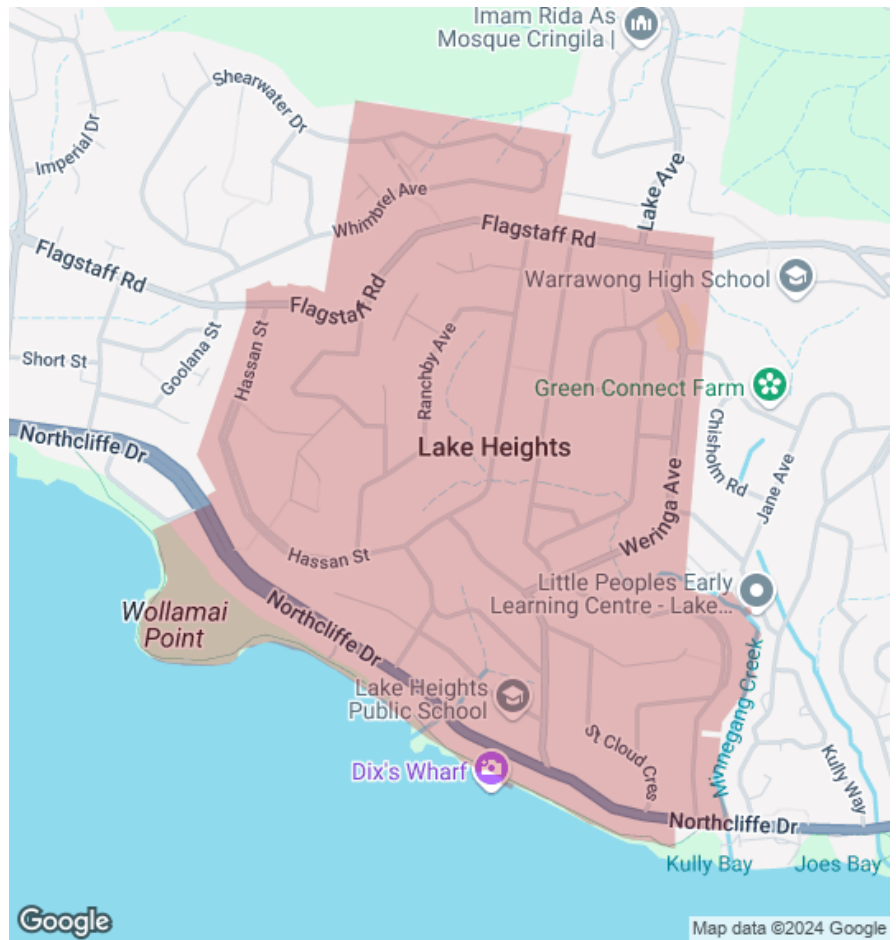 Imam Rida As
Mosque Cringila |
Shearwater Dr
Imperial Dr
Lake Ave
Whimbrel Ave
Flagstaff Rd
Flagstaff Rd
Warrawong High School
Flagstaff Rd
Hassan St
Goolana St
Short St
Ranchby Ave
Green Connect Farm
Chisholm Rd
Northcliffe Dr
Lake Heights
Jane Ave
Weringa Ave
Hassan St
Little Peoples Early
Learning Centre - Lake...
Wollamai
Point
Northcliffe Dr
Minnegang Creek
Lake Heights
Public School
St Cloud Cres
Dix's Wharf
Kully Way
Northcliffe Dr
Kully Bay
Joes Bay
Google
Map data ©2024 Google